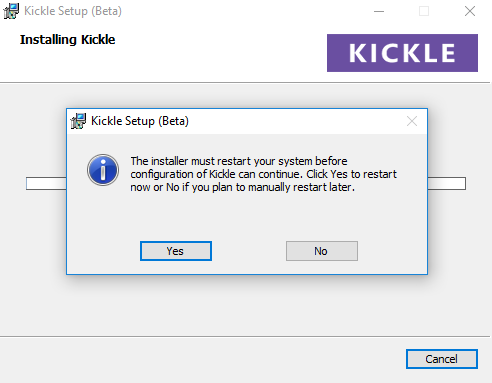 Kickle Setup (Beta)
Installing Kickle
KICKLE
Kickle Setup (Beta)
The installer must restart your system before
configuration of Kickle can continue. Click Yes to restart
now or No if you plan to manually restart later.
Yes
No
Cancel